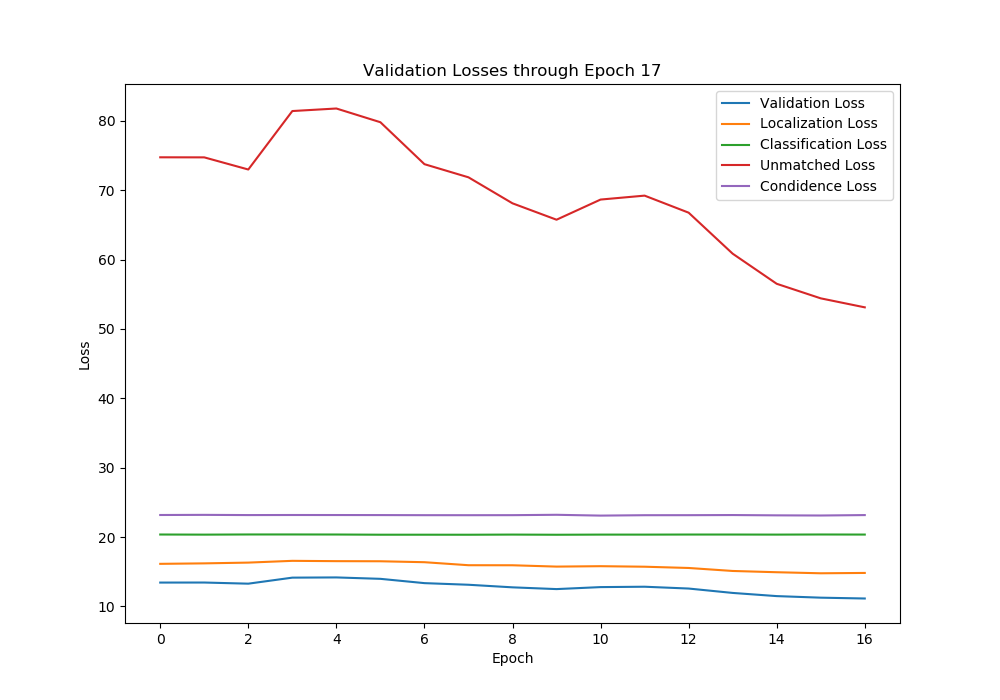 Validation Losses through Epoch 17
Validation Loss
Localization Loss
Classification Loss
Unmatched Loss
Condidence Loss
Loss
80
70
60
50
40
30
20
10
0 2 4 6 8 10 12 14 16
Epoch